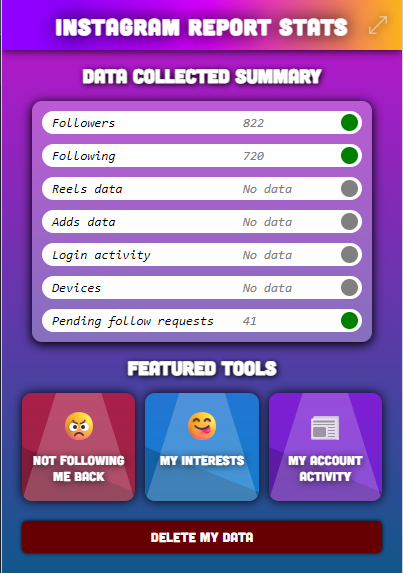 INSTAGRAM REPORT STATS
DATA COLLECTED SUMMARY
Followers 822
Following 720
Reels data No data
Adds data No data
Login activity No data
Devices No data
Pending follow requests 41
FEATURED TOOLS
NOT FOLLOWING
ME BACK
MY INTERESTS
MY ACCOUNT
ACTIVITY
DELETE MY DATA